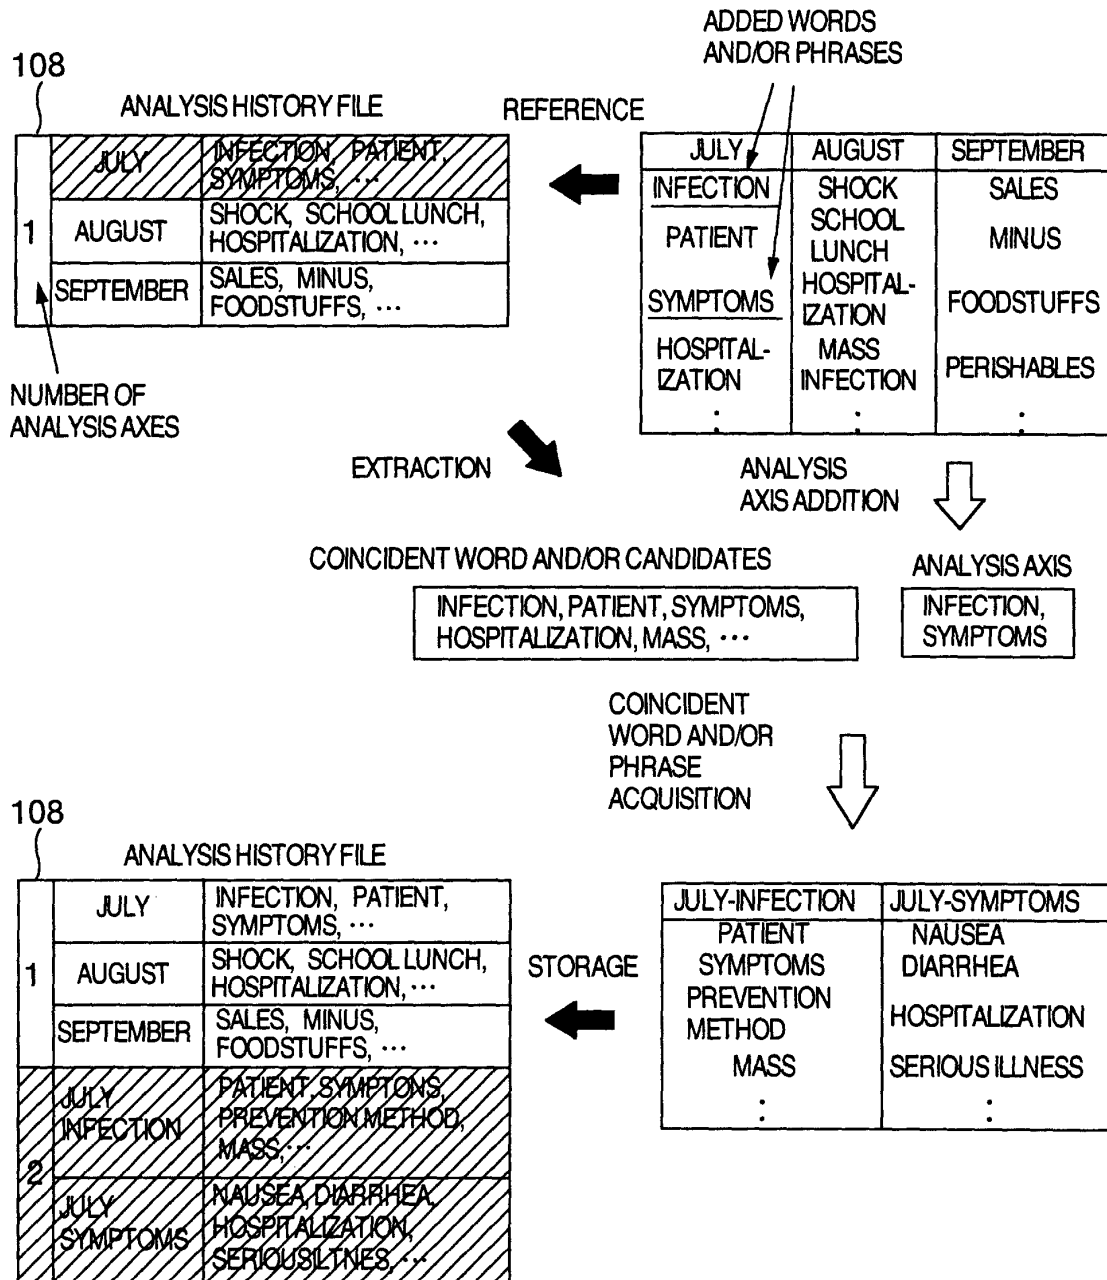 ADDED WORDS
AND/OR PHRASES
108
ANALYSIS HISTORY FILE
REFERENCE
JULY
INFECTION, PATIENT,
SYMPTOMS, ···
1
AUGUST
SHOCK, SCHOOL LUNCH,
HOSPITALIZATION, ···
SEPTEMBER
SALES, MINUS,
FOODSTUFFS, ···
NUMBER OF
ANALYSIS AXES
JULY
AUGUST
SEPTEMBER
INFECTION
PATIENT
SYMPTOMS
HOSPITAL-
IZATION
SHOCK
SCHOOL
LUNCH
HOSPITAL-
IZATION
MASS
INFECTION
SALES
MINUS
FOODSTUFFS
PERISHABLES
EXTRACTION
ANALYSIS
AXIS ADDITION
COINCIDENT WORD AND/OR CANDIDATES
INFECTION, PATIENT, SYMPTOMS,
HOSPITALIZATION, MASS, ···
ANALYSIS AXIS
INFECTION,
SYMPTOMS
COINCIDENT
WORD AND/OR
PHRASE
ACQUISITION
108
ANALYSIS HISTORY FILE
1
JULY
INFECTION, PATIENT,
SYMPTOMS, ···
AUGUST
SHOCK, SCHOOL LUNCH,
HOSPITALIZATION, ···
SEPTEMBER
SALES, MINUS,
FOODSTUFFS, ···
2
JULY
INFECTION
PATIENT, SYMPTONS,
PREVENTION METHOD,
MASS, ···
JULY
SYMPTOMS
NAUSEA, DIARRHEA,
HOSPITALIZATION,
SERIOUSILTNES, ···
STORAGE
JULY-INFECTION
JULY-SYMPTOMS
PATIENT
SYMPTOMS
PREVENTION
METHOD
MASS
NAUSEA
DIARRHEA
HOSPITALIZATION
SERIOUS ILLNESS